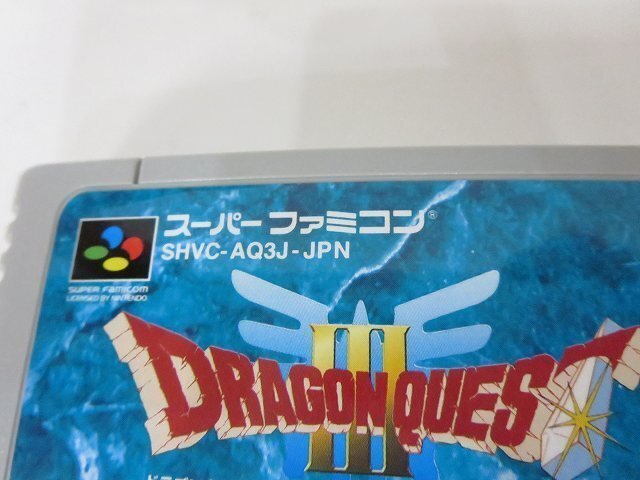 スーパーファミコン®
SHVC-AQ3J-JPN
SUPER FAMICOM
LICENSED BY NINTENDO
III
DRAGON QUEST